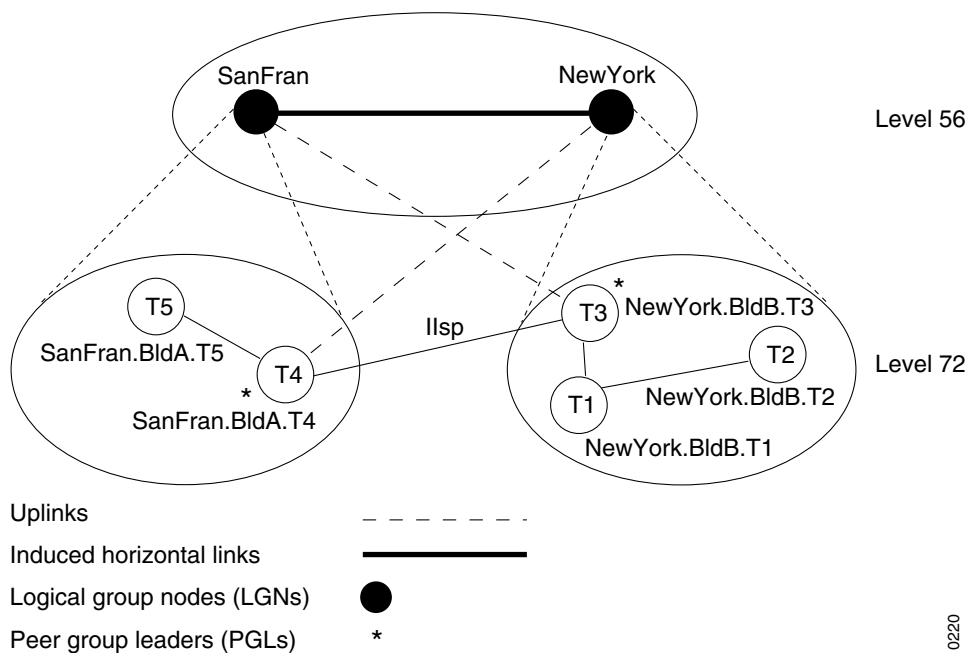 SanFran
NewYork
Level 56
T5
SanFran.BldA.T5
T4
*
SanFran.BldA.T4
IIsp
*
T3
NewYork.BldB.T3
T2
NewYork.BldB.T2
T1
NewYork.BldB.T1
Level 72
Uplinks
Induced horizontal links
Logical group nodes (LGNs)
Peer group leaders (PGLs) *
0220